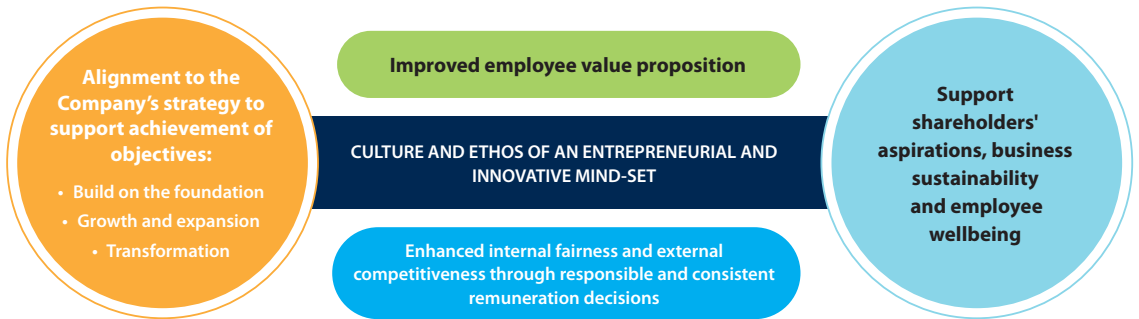 Alignment to the
Company’s strategy to
support achievement of
objectives:
• Build on the foundation
• Growth and expansion
• Transformation
Improved employee value proposition
CULTURE AND ETHOS OF AN ENTREPRENEURIAL AND
INNOVATIVE MIND-SET
Enhanced internal fairness and external
competitiveness through responsible and consistent
remuneration decisions
Support
shareholders'
aspirations, business
sustainability
and employee
wellbeing